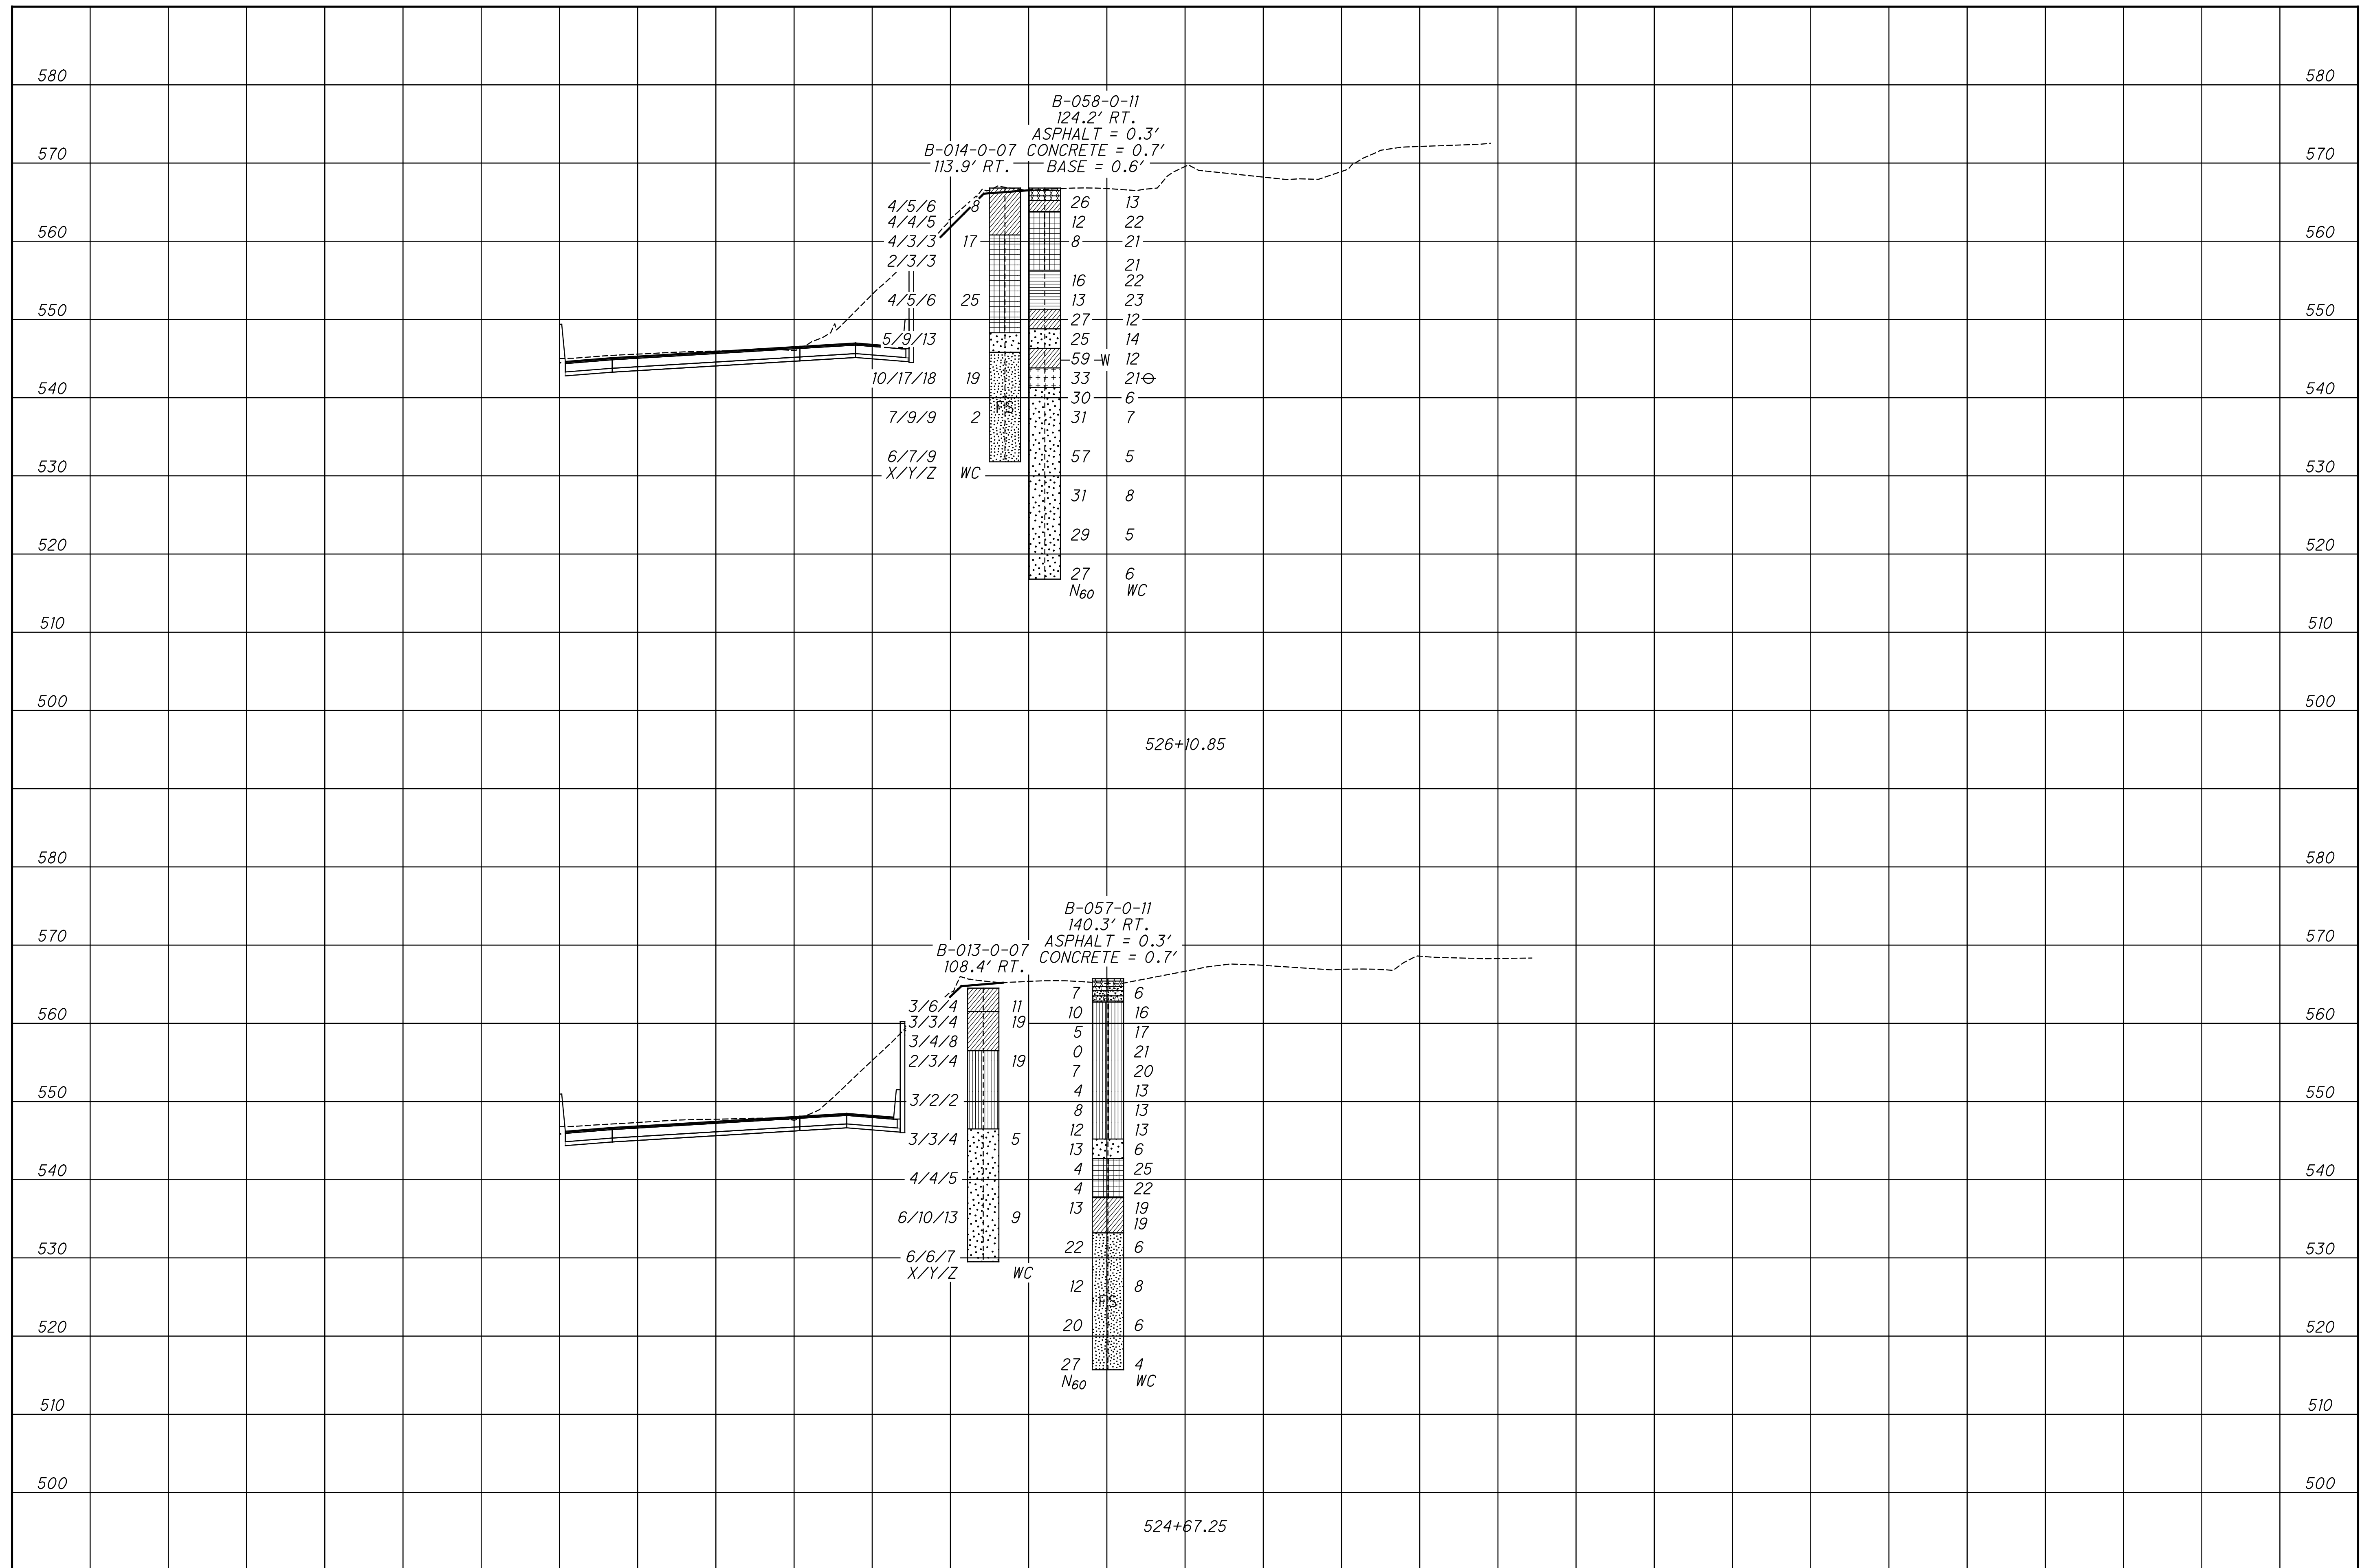 580 580
B-058-0-11
124.2' RT.
ASPHALT = 0.3'
B-014-0-07 CONCRETE = 0.7'
570 113.9' RT. BASE = 0.6' 570
4/5/6 8 26 13
4/4/5 12 22
560 4/3/3 17 8 21 560
2/3/3 21
16 22
4/5/6 25 13 23
550 27 12 550
5/9/13 25 14
59 W 12
10/17/18 19 33 21
540 30 6 540
FS
7/9/9 2 31 7
6/7/9 57 5
530 X/Y/Z WC 530
31 8
29 5
520 520
27 6
N60 WC
510 510
500 500
526+10.85
580 580
B-057-0-11
140.3' RT.
570 ASPHALT = 0.3' 570
B-013-0-07 CONCRETE = 0.7'
108.4' RT.
7 6
3/6/4 11 10 16
560 3/3/4 19 560
5 17
3/4/8 0 21
2/3/4 19 7 20
550 4 13 550
3/2/2 8 13
12 13
3/3/4 5 13 6
540 4 25 540
4/4/5 4 22
13 19
6/10/13 9 19
530 22 6 530
6/6/7
X/Y/Z WC
12 8
FS
520 20 6 520
27 4
N60 WC
510 510
500 500
524+67.25